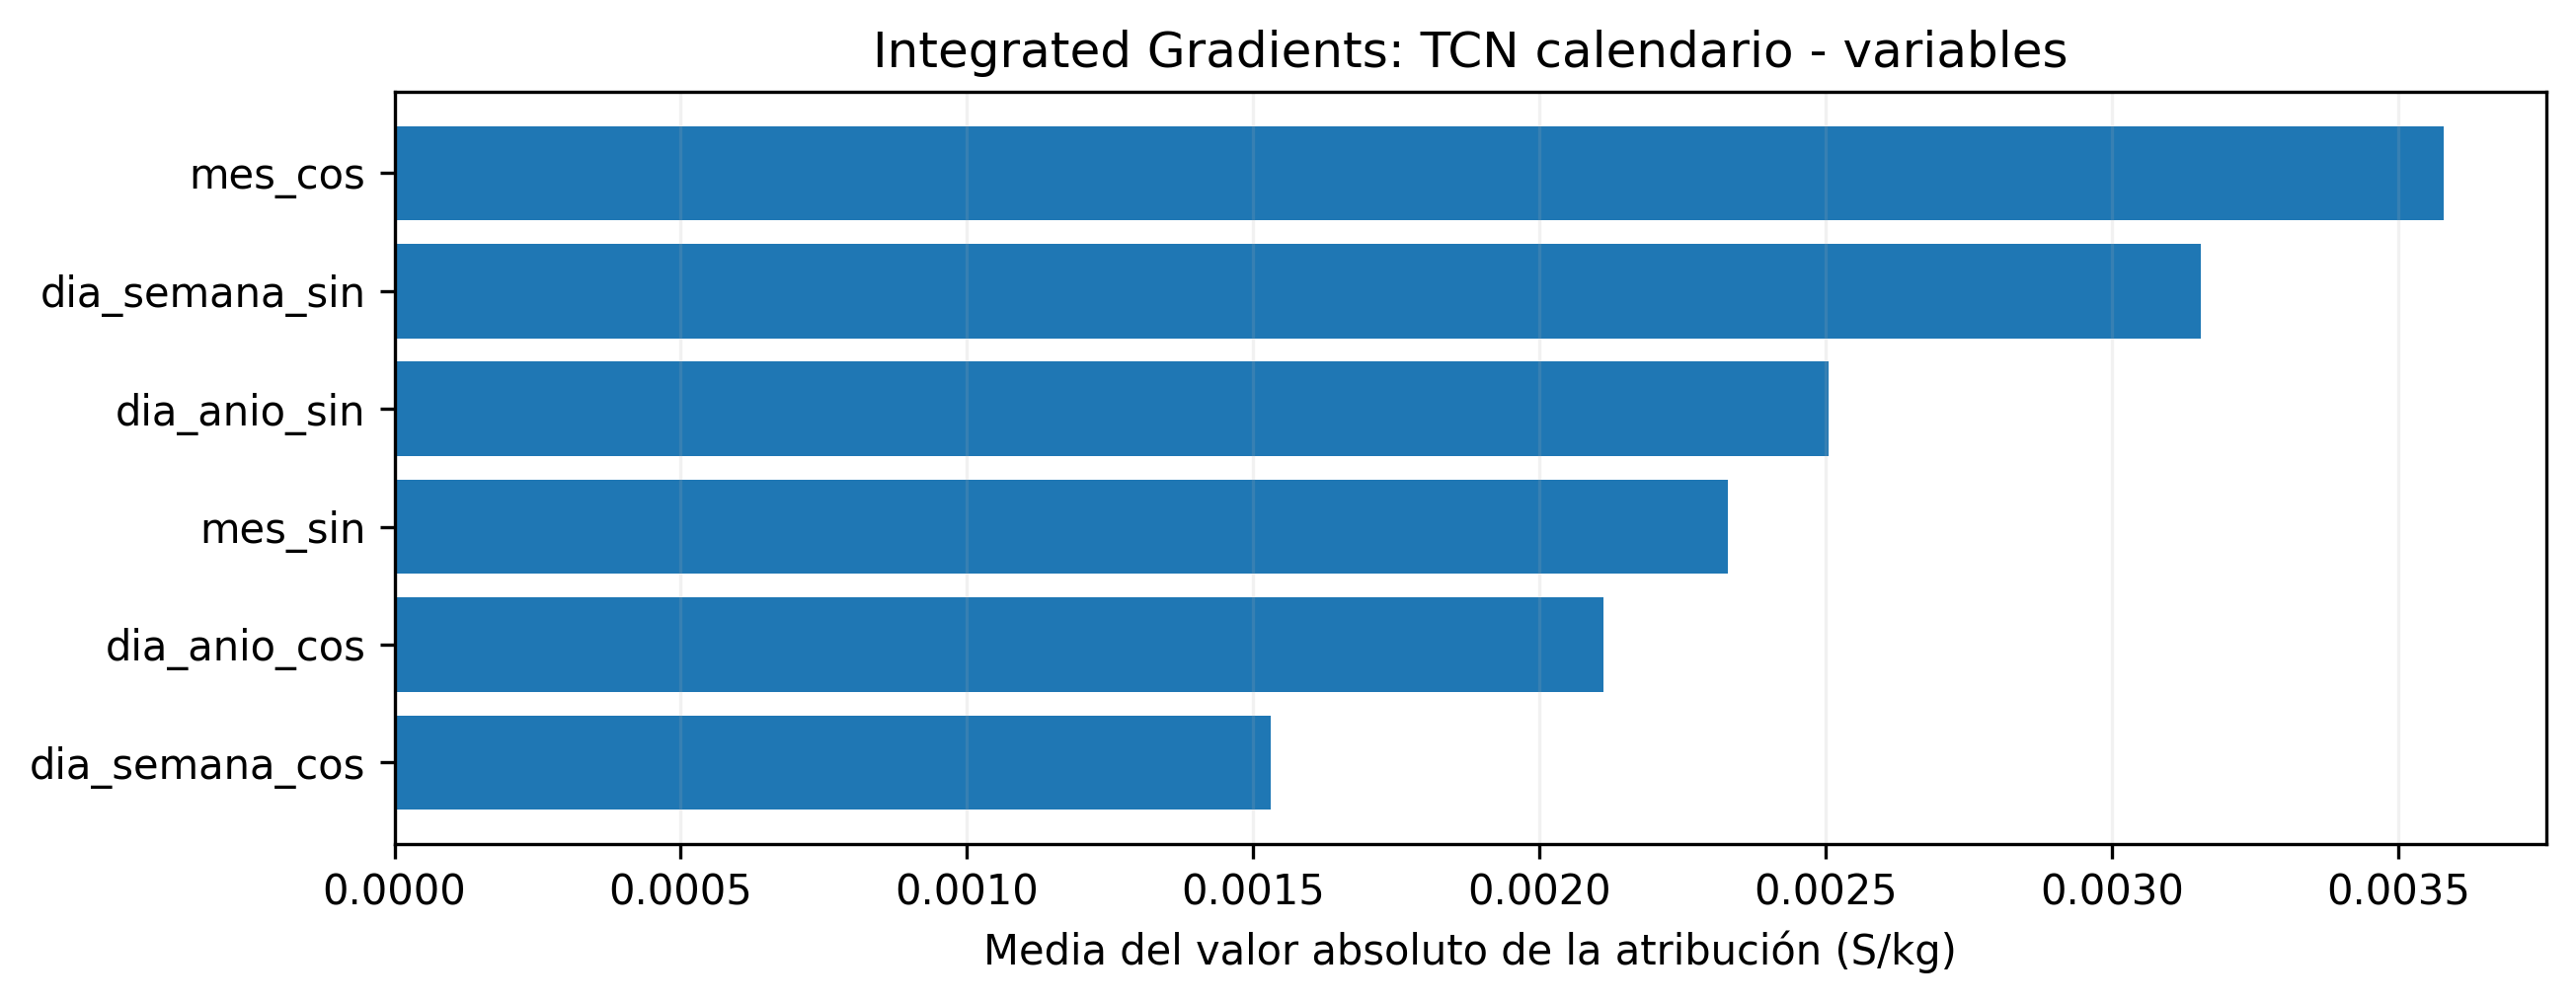 Integrated Gradients: TCN calendario - variables
mes_cos
dia_semana_sin
dia_anio_sin
mes_sin
dia_anio_cos
dia_semana_cos
0.0000 0.0005 0.0010 0.0015 0.0020 0.0025 0.0030 0.0035
Media del valor absoluto de la atribución (S/kg)